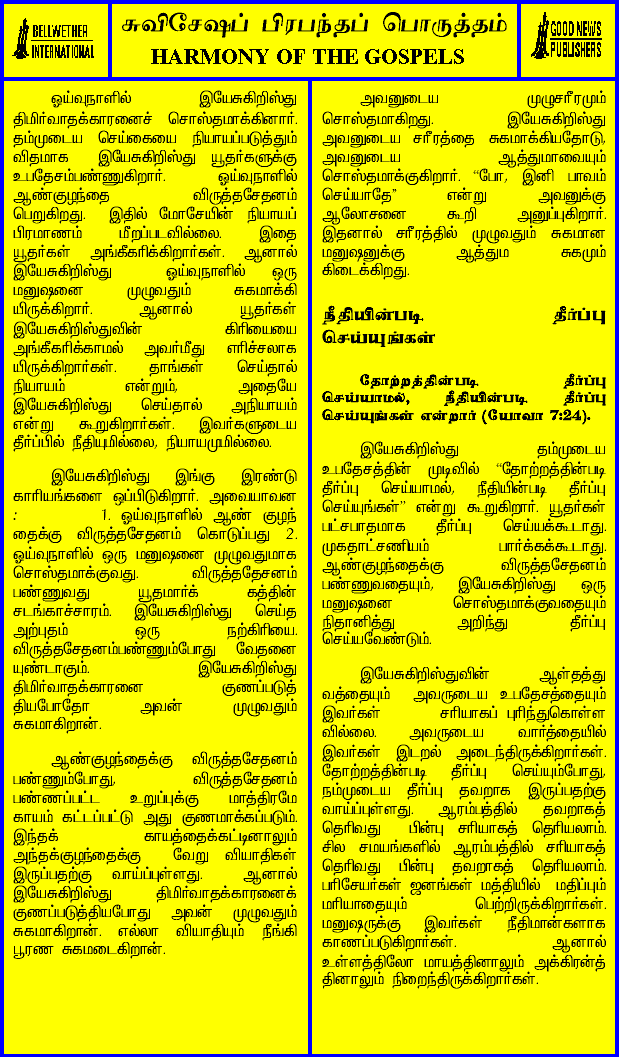 BELLWETHER
INTERNATIONAL
சுவிசேஷப் பிரபந்தப் பொருத்தம்
HARMONY OF THE GOSPELS
GOOD NEWS
PUBLISHERS
ஓய்வுநாளில் இயேசுகிறிஸ்து
திமிர்வாதக்காரனைச் சொஸ்தமாக்கினார்.
தம்முடைய செய்கையை நியாயப்படுத்தும்
விதமாக இயேசுகிறிஸ்து யூதர்களுக்கு
உபதேசம்பண்ணுகிறார். ஓய்வுநாளில்
ஆண்குழந்தை விருத்தசேதனம்
பெறுகிறது. இதில் மோசேயின் நியாயப்
பிரமாணம் மீறப்படவில்லை. இதை
யூதர்கள் அங்கீகரிக்கிறார்கள். ஆனால்
இயேசுகிறிஸ்து ஓய்வுநாளில் ஒரு
மனுஷனை முழுவதும் சுகமாக்கி
யிருக்கிறார். ஆனால் யூதர்கள்
இயேசுகிறிஸ்துவின் கிரியையை
அங்கீகரிக்காமல் அவர்மீது எரிச்சலாக
யிருக்கிறார்கள். தாங்கள் செய்தால்
நியாயம் என்றும், அதையே
இயேசுகிறிஸ்து செய்தால் அநியாயம்
என்று கூறுகிறார்கள். இவர்களுடைய
தீர்ப்பில் நீதியுமில்லை, நியாயமுமில்லை.
இயேசுகிறிஸ்து இங்கு இரண்டு
காரியங்களை ஒப்பிடுகிறார். அவையாவன
: 1. ஓய்வுநாளில் ஆண் குழந்
தைக்கு விருத்தசேதனம் கொடுப்பது 2.
ஓய்வுநாளில் ஒரு மனுஷனை முழுவதுமாக
சொஸ்தமாக்குவது. விருத்ததேசனம்
பண்ணுவது யூதமார்க் கத்தின்
சடங்காச்சாரம். இயேசுகிறிஸ்து செய்த
அற்புதம் ஒரு நற்கிரியை.
விருத்தசேதனம்பண்ணும்போது வேதனை
யுண்டாகும். இயேசுகிறிஸ்து
திமிர்வாதக்காரனை குணப்படுத்
தியபோதோ அவன் முழுவதும்
சுகமாகிறான்.
ஆண்குழந்தைக்கு விருத்தசேதனம்
பண்ணும்போது, விருத்தசேதனம்
பண்ணப்பட்ட உறுப்புக்கு மாத்திரமே
காயம் கட்டப்பட்டு அது குணமாக்கப்படும்.
இந்தக் காயத்தைக்கட்டினாலும்
அந்தக்குழந்தைக்கு வேறு வியாதிகள்
இருப்பதற்கு வாய்ப்புள்ளது. ஆனால்
இயேசுகிறிஸ்து திமிர்வாதக்காரனைக்
குணப்படுத்தியபோது அவன் முழுவதும்
சுகமாகிறான். எல்லா வியாதியும் நீங்கி
பூரண சுகமடைகிறான்.
அவனுடைய முழுசரீரமும்
சொஸ்தமாகிறது. இயேசுகிறிஸ்து
அவனுடைய சரீரத்தை சுகமாக்கியதோடு,
அவனுடைய ஆத்துமாவையும்
சொஸ்தமாக்குகிறார். “போ, இனி பாவம்
செய்யாதே” என்று அவனுக்கு
ஆலோசனை கூறி அனுப்புகிறார்.
இதனால் சரீரத்தில் முழுவதும் சுகமான
மனுஷனுக்கு ஆத்தும சுகமும்
கிடைக்கிறது.
நீதியின்படி தீர்ப்பு
செய்யுங்கள்
தோற்றத்தின்படி தீர்ப்பு
செய்யாமல், நீதியின்படி தீர்ப்பு
செய்யுங்கள் என்றார் (யோவா 7:24).
இயேசுகிறிஸ்து தம்முடைய
உபதேசத்தின் முடிவில் “தோற்றத்தின்படி
தீர்ப்பு செய்யாமல், நீதியின்படி தீர்ப்பு
செய்யுங்கள்” என்று கூறுகிறார். யூதர்கள்
பட்சபாதமாக தீர்ப்பு செய்யக்கூடாது.
முகதாட்சணியம் பார்க்கக்கூடாது.
ஆண்குழந்தைக்கு விருத்தசேதனம்
பண்ணுவதையும், இயேசுகிறிஸ்து ஒரு
மனுஷனை சொஸ்தமாக்குவதையும்
நிதானித்து அறிந்து தீர்ப்பு
செய்யவேண்டும்.
இயேசுகிறிஸ்துவின் ஆள்தத்து
வத்தையும் அவருடைய உபதேசத்தையும்
இவர்கள் சரியாகப் புரிந்துகொள்ள
வில்லை. அவருடைய வார்த்தையில்
இவர்கள் இடறல் அடைந்திருக்கிறார்கள்.
தோற்றத்தின்படி தீர்ப்பு செய்யும்போது,
நம்முடைய தீர்ப்பு தவறாக இருப்பதற்கு
வாய்ப்புள்ளது. ஆரம்பத்தில் தவறாகத்
தெரிவது பின்பு சரியாகத் தெரியலாம்.
சில சமயங்களில் ஆரம்பத்தில் சரியாகத்
தெரிவது பின்பு தவறாகத் தெரியலாம்.
பரிசேயர்கள் ஜனங்கள் மத்தியில் மதிப்பும்
மரியாதையும் பெற்றிருக்கிறார்கள்.
மனுஷருக்கு இவர்கள் நீதிமான்களாக
காணப்படுகிறார்கள். ஆனால்
உள்ளத்திலோ மாயத்தினாலும் அக்கிரன்த்
தினாலும் நிறைந்திருக்கிறார்கள்.